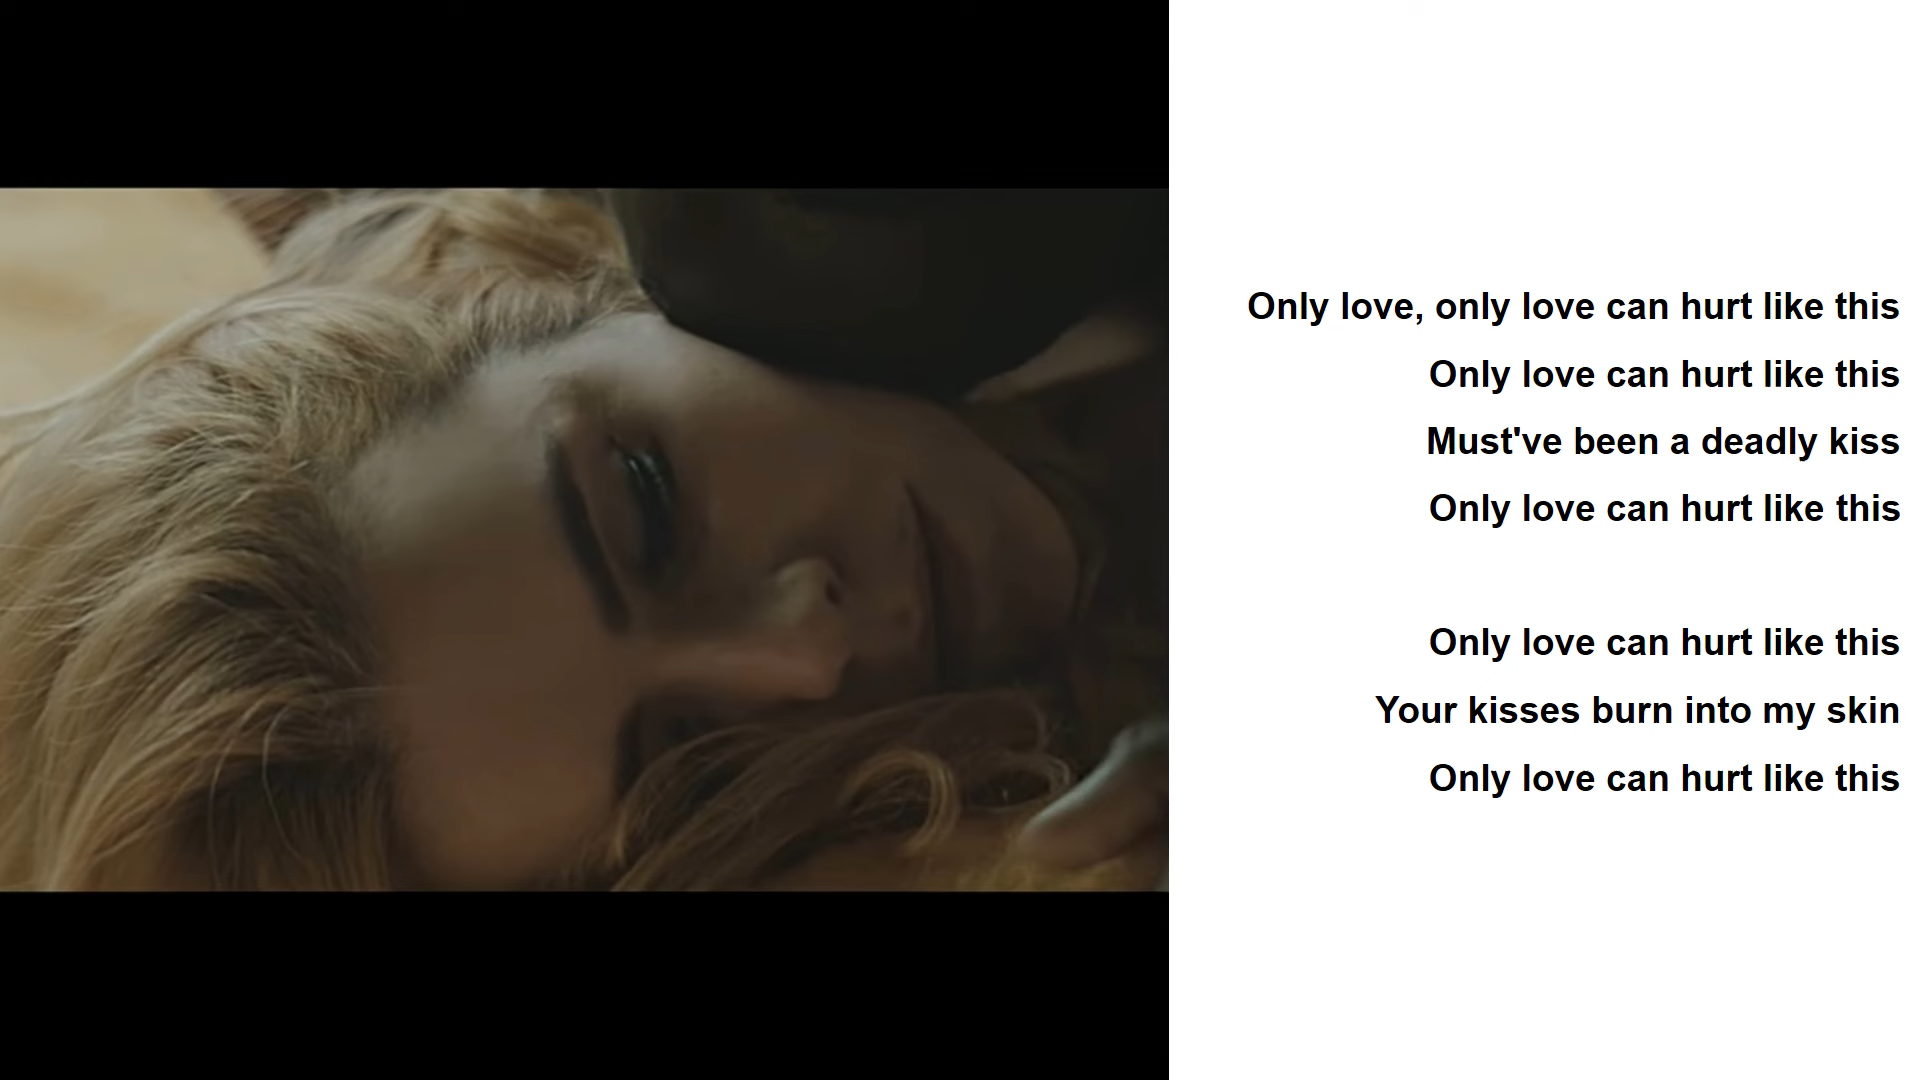 Only love, only love can hurt like this
Only love can hurt like this
Must've been a deadly kiss
Only love can hurt like this
Only love can hurt like this
Your kisses burn into my skin
Only love can hurt like this